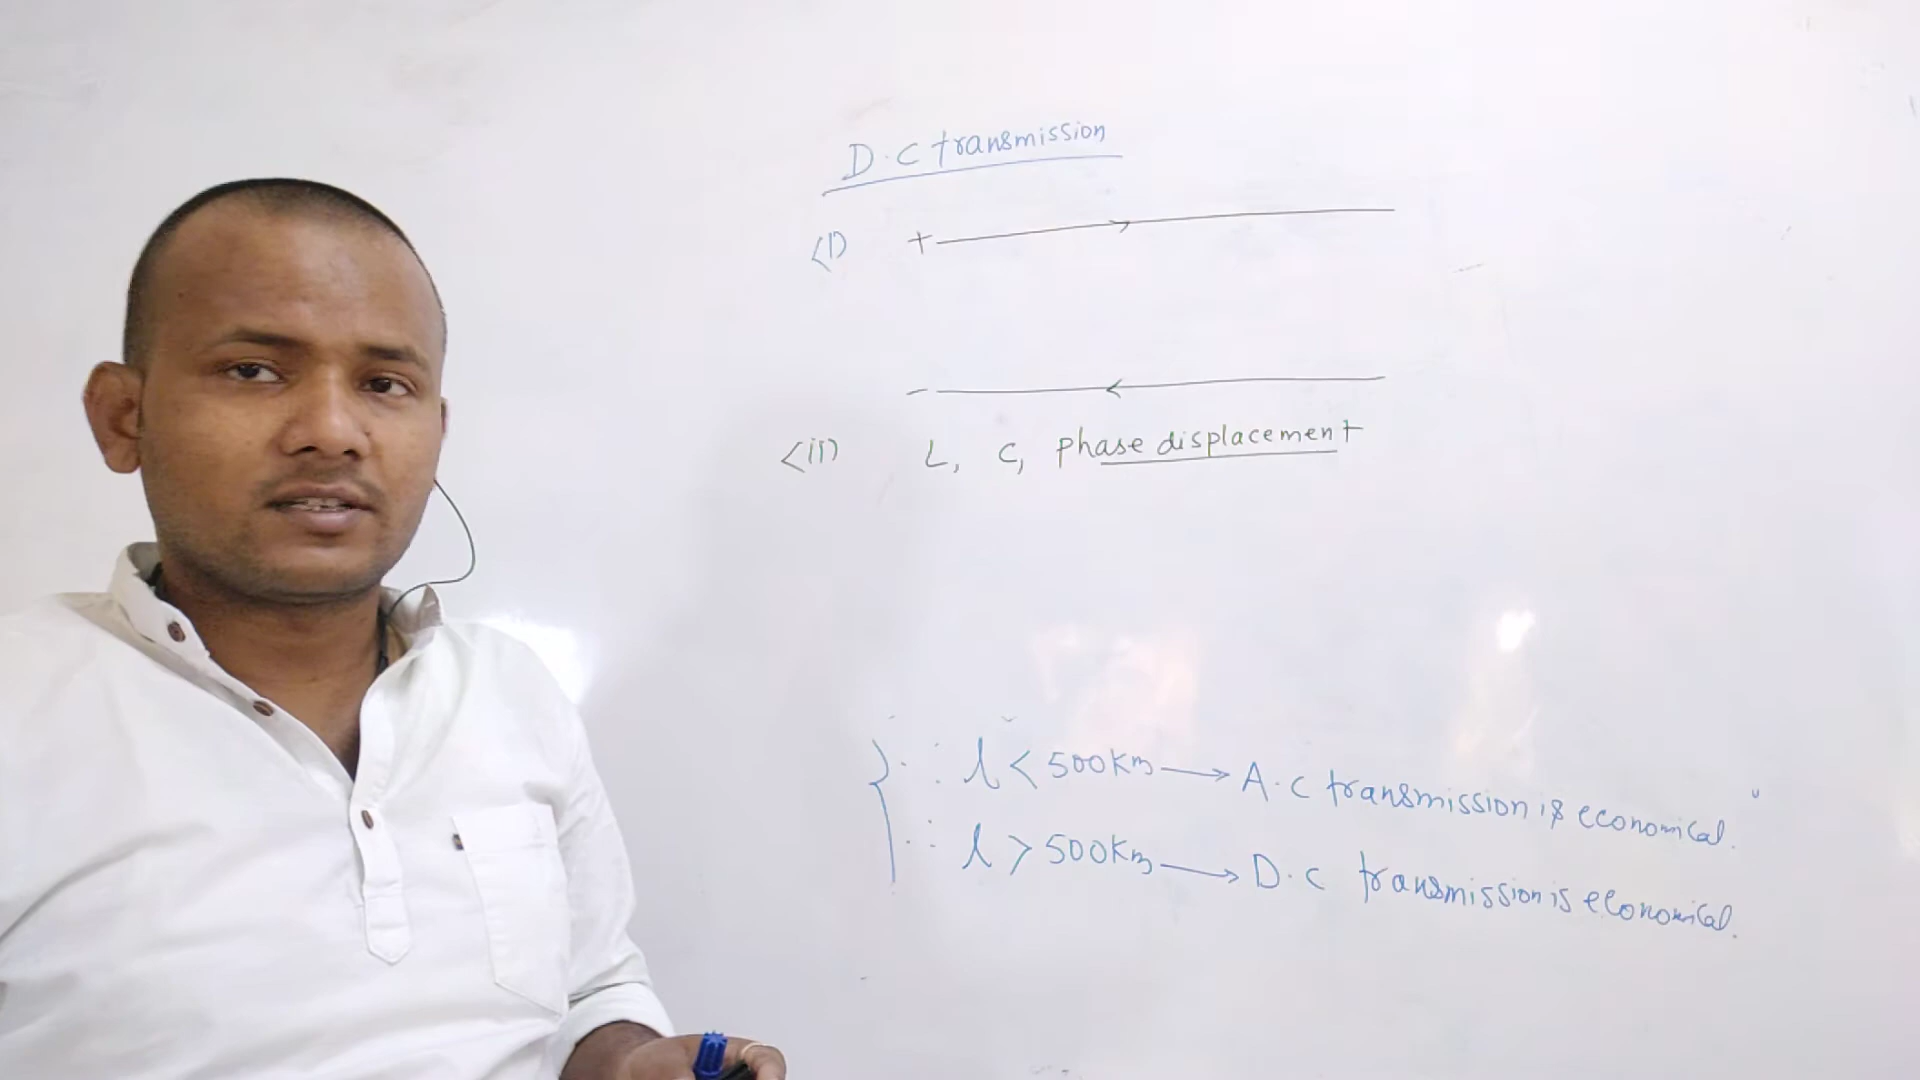 D.C transmission
(I) +
-
(ii) L, C, phase displacement
∴ l < 500Km → A.C transmission is economical.
∴ l > 500Km → D.C transmission is economical.